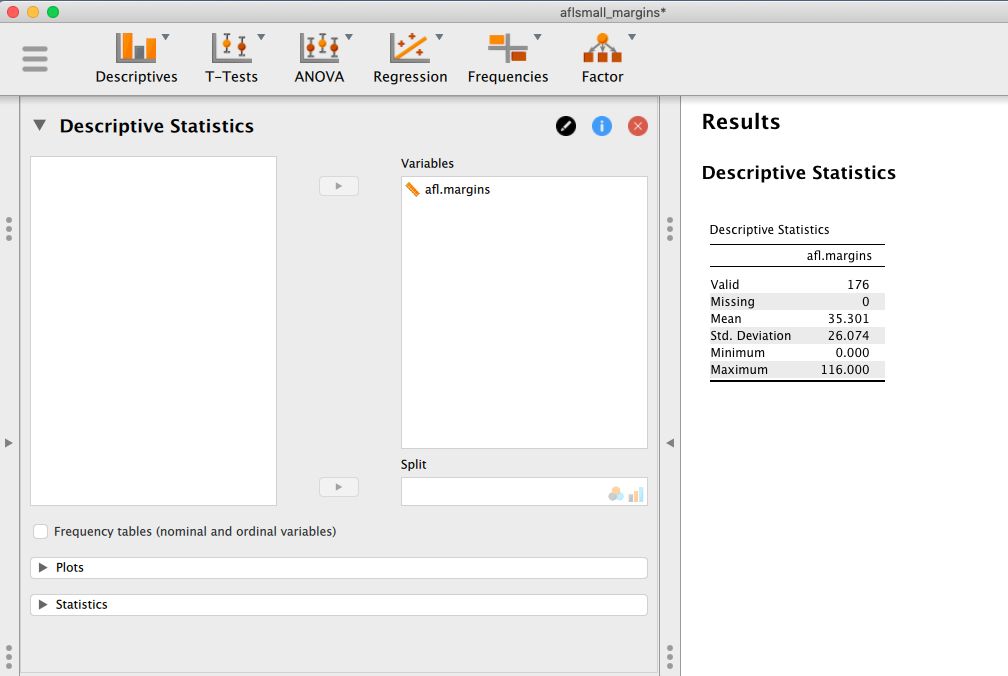 aflsmall_margins*
Descriptives T-Tests ANOVA Regression Frequencies Factor
Descriptive Statistics
Variables
afl.margins
Split
Frequency tables (nominal and ordinal variables)
Plots
Statistics
Results
Descriptive Statistics
Descriptive Statistics
afl.margins
Valid 176
Missing 0
Mean 35.301
Std. Deviation 26.074
Minimum 0.000
Maximum 116.000